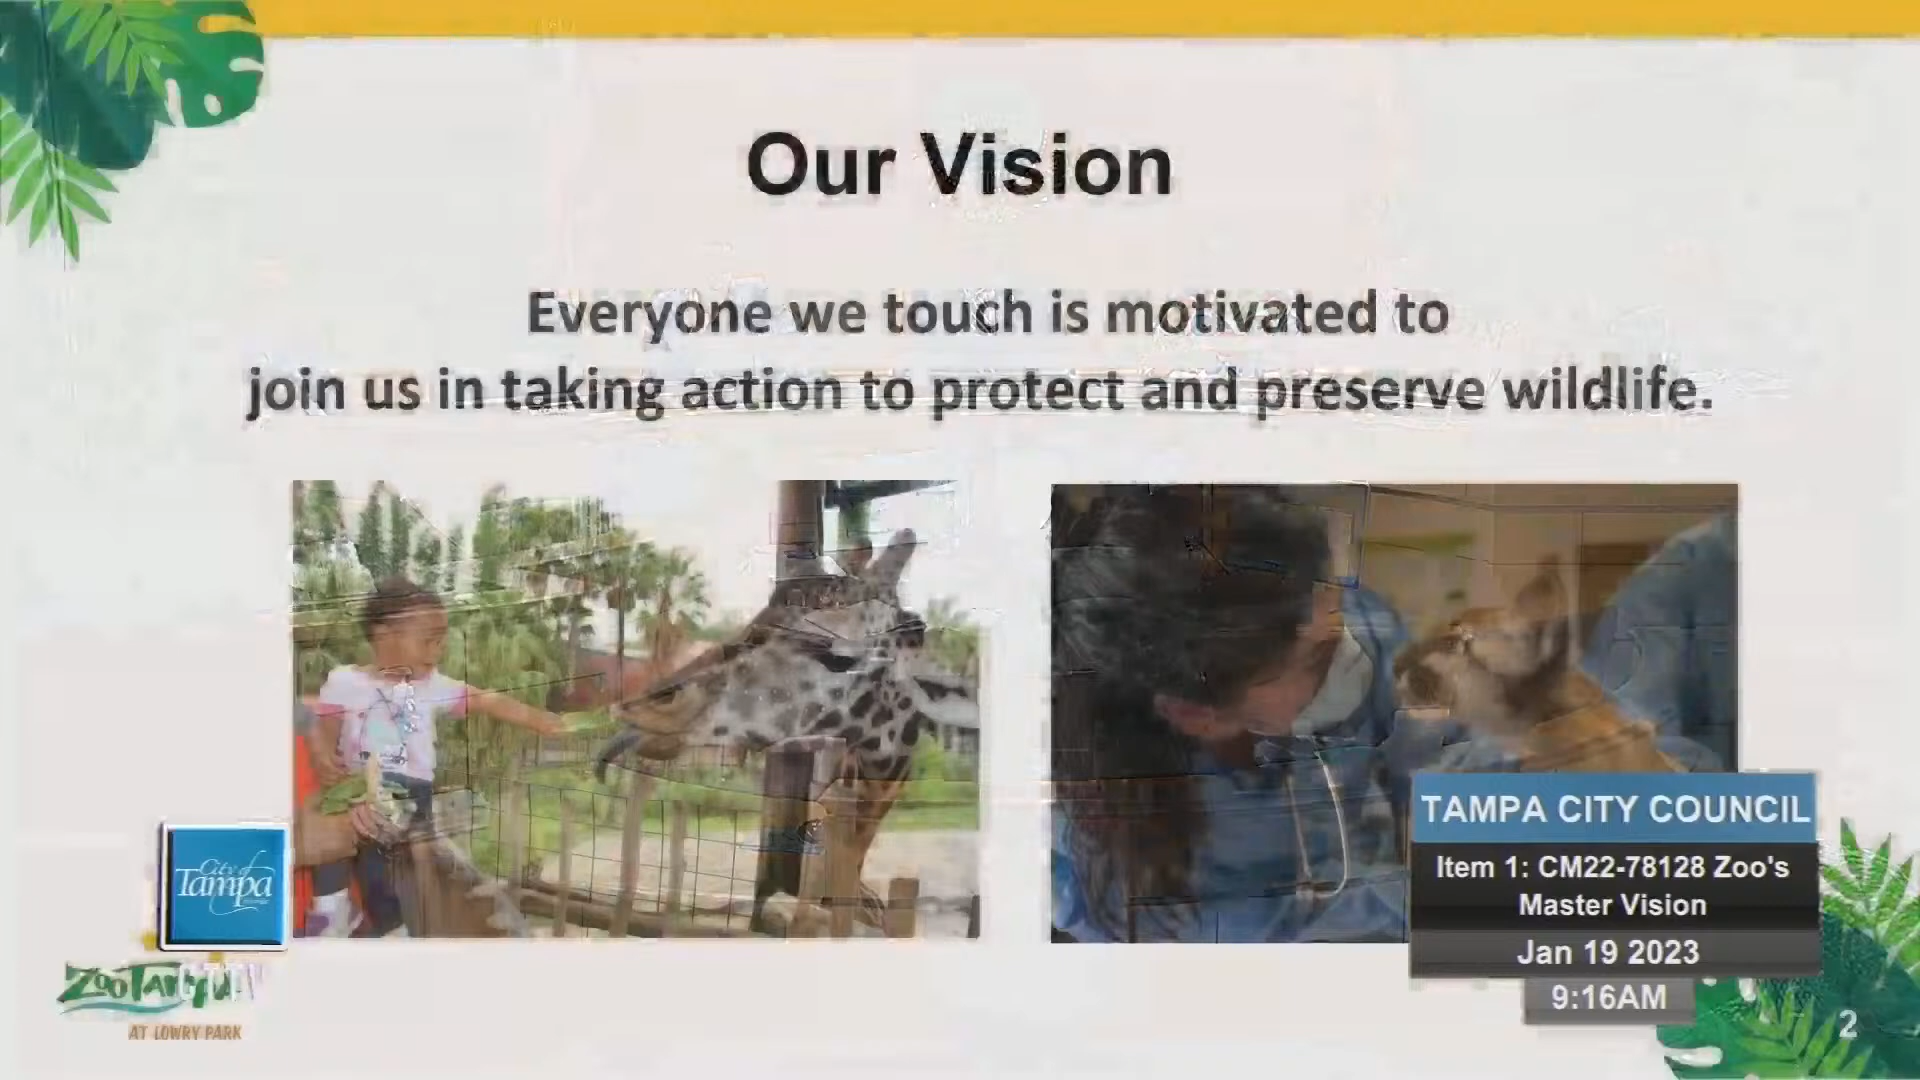 Our Vision
Everyone we touch is motivated to
join us in taking action to protect and preserve wildlife.
TAMPA CITY COUNCIL
Item 1: CM22-78128 Zoo's
Master Vision
Jan 19 2023
9:16AM
City of
Tampa
ZOOTAMPA
AT LOWRY PARK
2